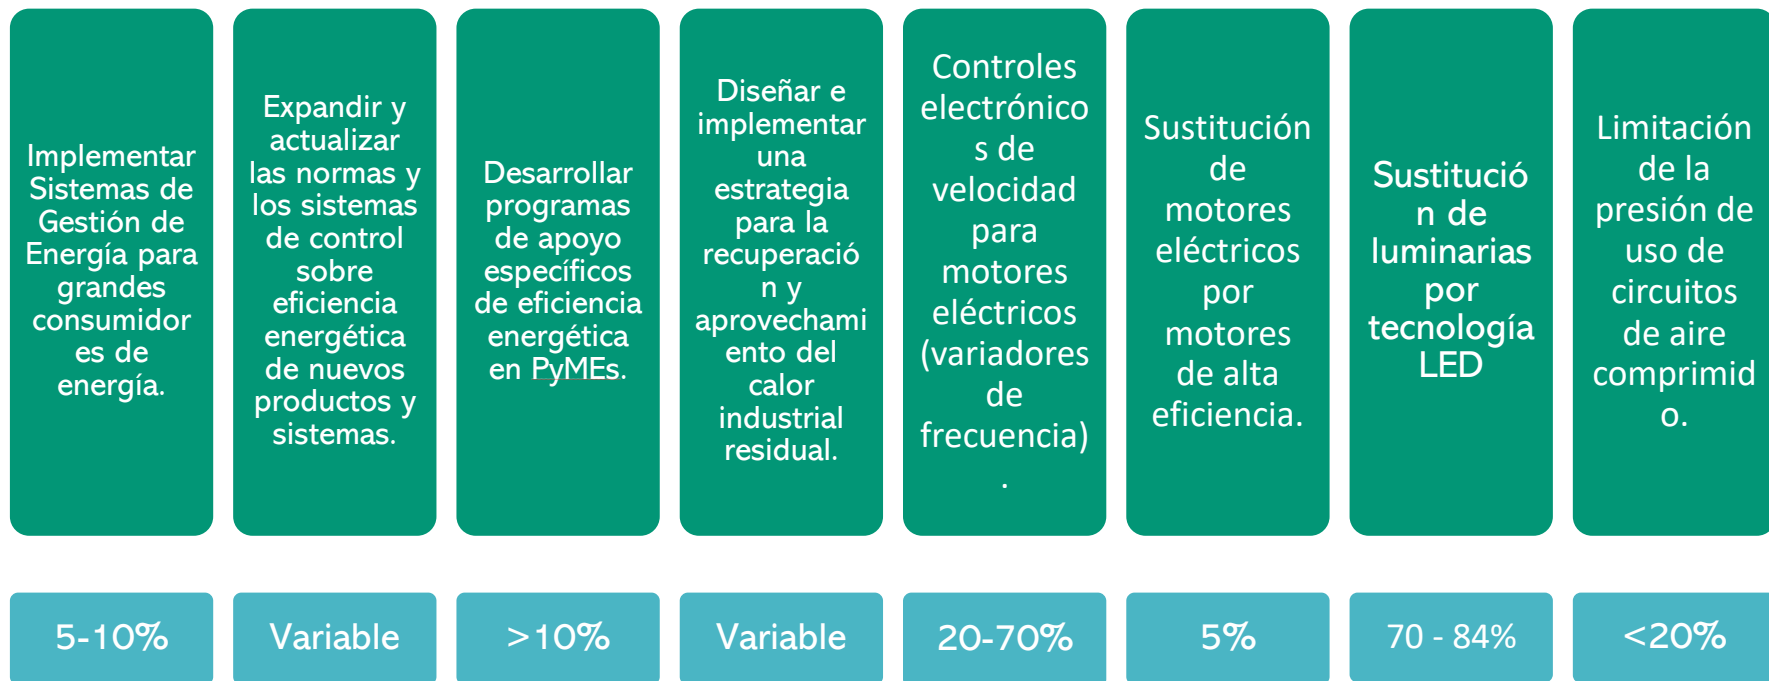 Implementar
Sistemas de
Gestión de
Energía para
grandes
consumidor
es de
energía.
Expandir y
actualizar
las normas y
los sistemas
de control
sobre
eficiencia
energética
de nuevos
productos y
sistemas.
Desarrollar
programas
de apoyo
específicos
de eficiencia
energética
en PyMEs.
Diseñar e
implementar
una
estrategia
para la
recuperació
n y
aprovechami
ento del
calor
industrial
residual.
Controles
electrónico
s de
velocidad
para
motores
eléctricos
(variadores
de
frecuencia)
.
Sustitución
de
motores
eléctricos
por
motores
de alta
eficiencia.
Sustitució
n de
luminarias
por
tecnología
LED
Limitación
de la
presión de
uso de
circuitos
de aire
comprimid
o.
5-10%
Variable
>10%
Variable
20-70%
5%
70 - 84%
<20%